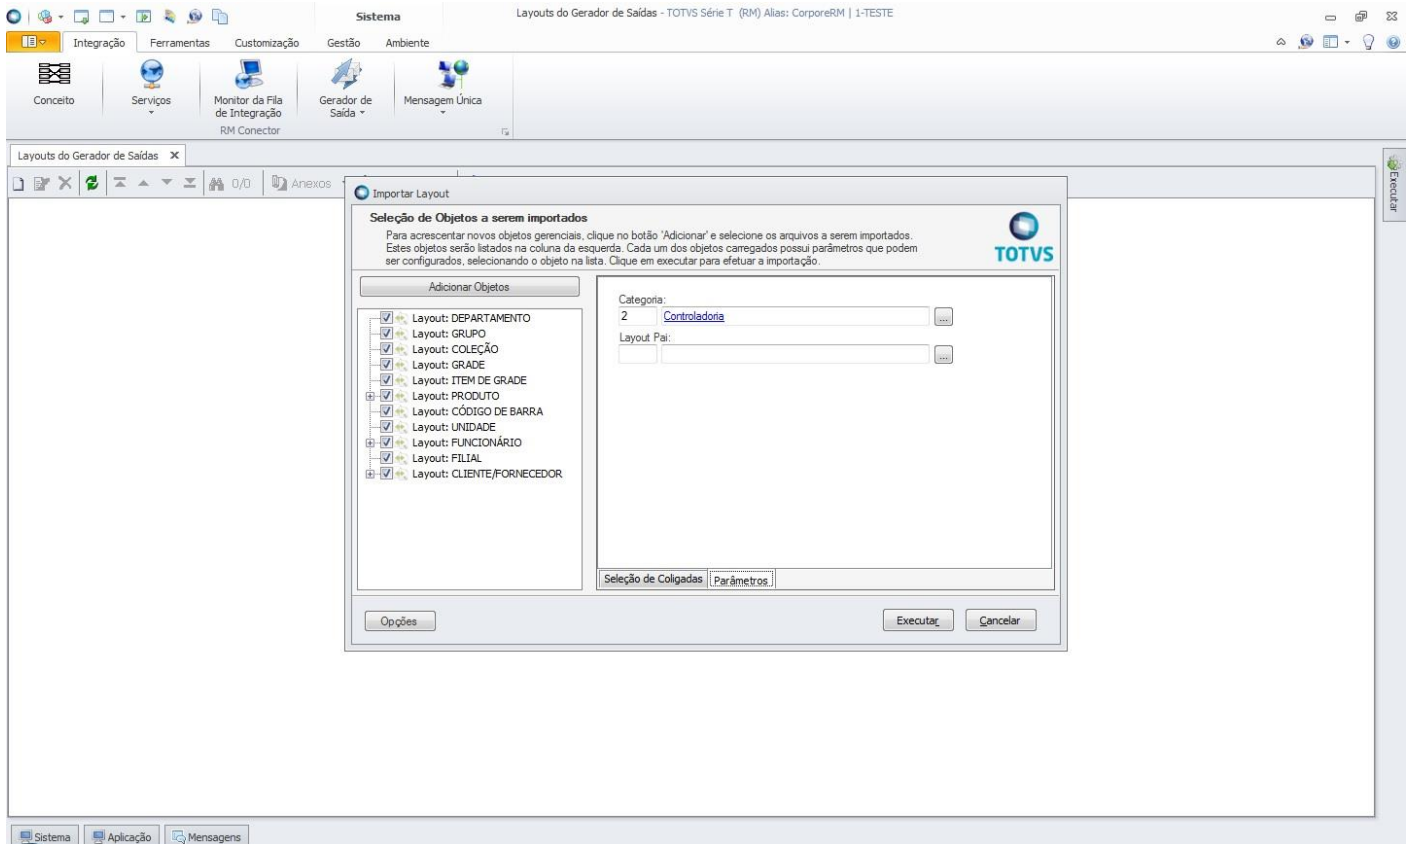 Sistema
Layouts do Gerador de Saídas - TOTVS Série T (RM) Alias: CorporeRM | 1-TESTE
Integração Ferramentas Customização Gestão Ambiente
Conceito
Serviços
Monitor da Fila
de Integração
Gerador de
Saída
Mensagem Única
RM Conector
Layouts do Gerador de Saídas X
0/0 Anexos
Executar
Importar Layout
Seleção de Objetos a serem importados
Para acrescentar novos objetos gerenciais, clique no botão 'Adicionar' e selecione os arquivos a serem importados.
Estes objetos serão listados na coluna da esquerda. Cada um dos objetos carregados possui parâmetros que podem
ser configurados, selecionando o objeto na lista. Clique em executar para efetuar a importação.
TOTVS
Adicionar Objetos
Layout: DEPARTAMENTO
Layout: GRUPO
Layout: COLEÇÃO
Layout: GRADE
Layout: ITEM DE GRADE
Layout: PRODUTO
Layout: CÓDIGO DE BARRA
Layout: UNIDADE
Layout: FUNCIONÁRIO
Layout: FILIAL
Layout: CLIENTE/FORNECEDOR
Categoria:
2 Controladoria ...
Layout Pai:
...
Seleção de Coligadas Parâmetros
Opções Executar Cancelar
Sistema Aplicação Mensagens